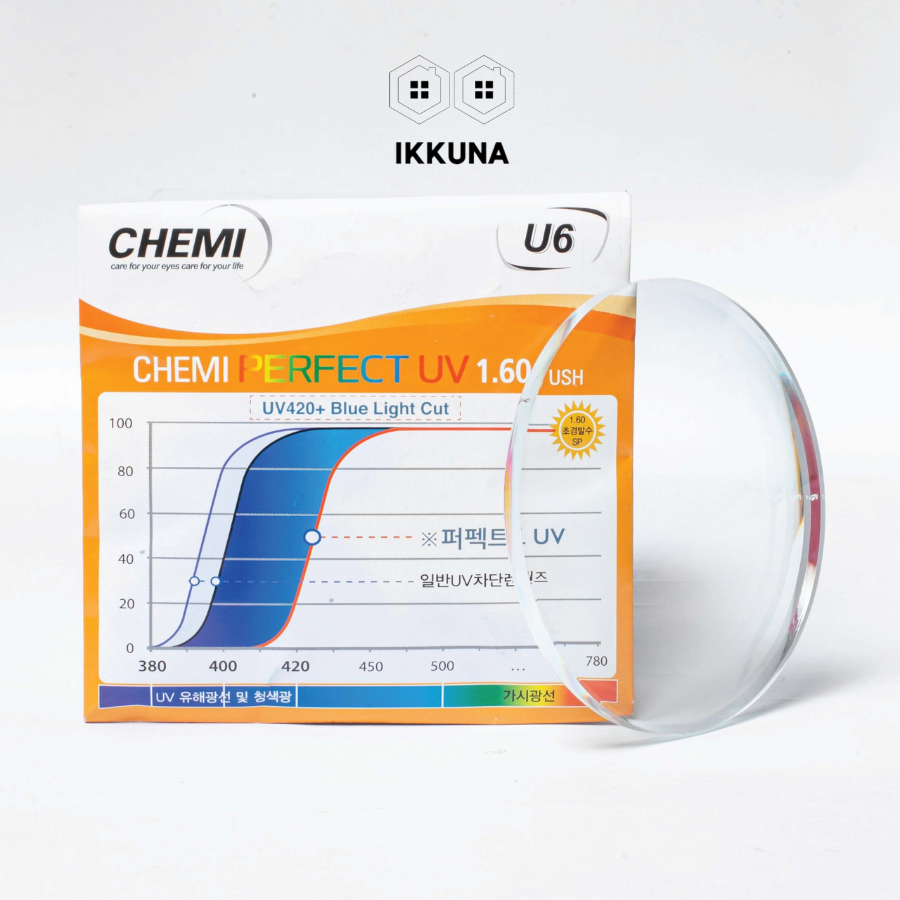 IKKUNA
CHEMI
care for your eyes care for your life
U6
CHEMI PERFECT UV 1.60 USH
UV420+ Blue Light Cut
100
80
60
40
20
0
1.60
초경발수
SP
※퍼펙트 UV
일반UV차단렌즈
380 400 420 450 500 ... 780
UV 유해광선 및 청색광
가시광선